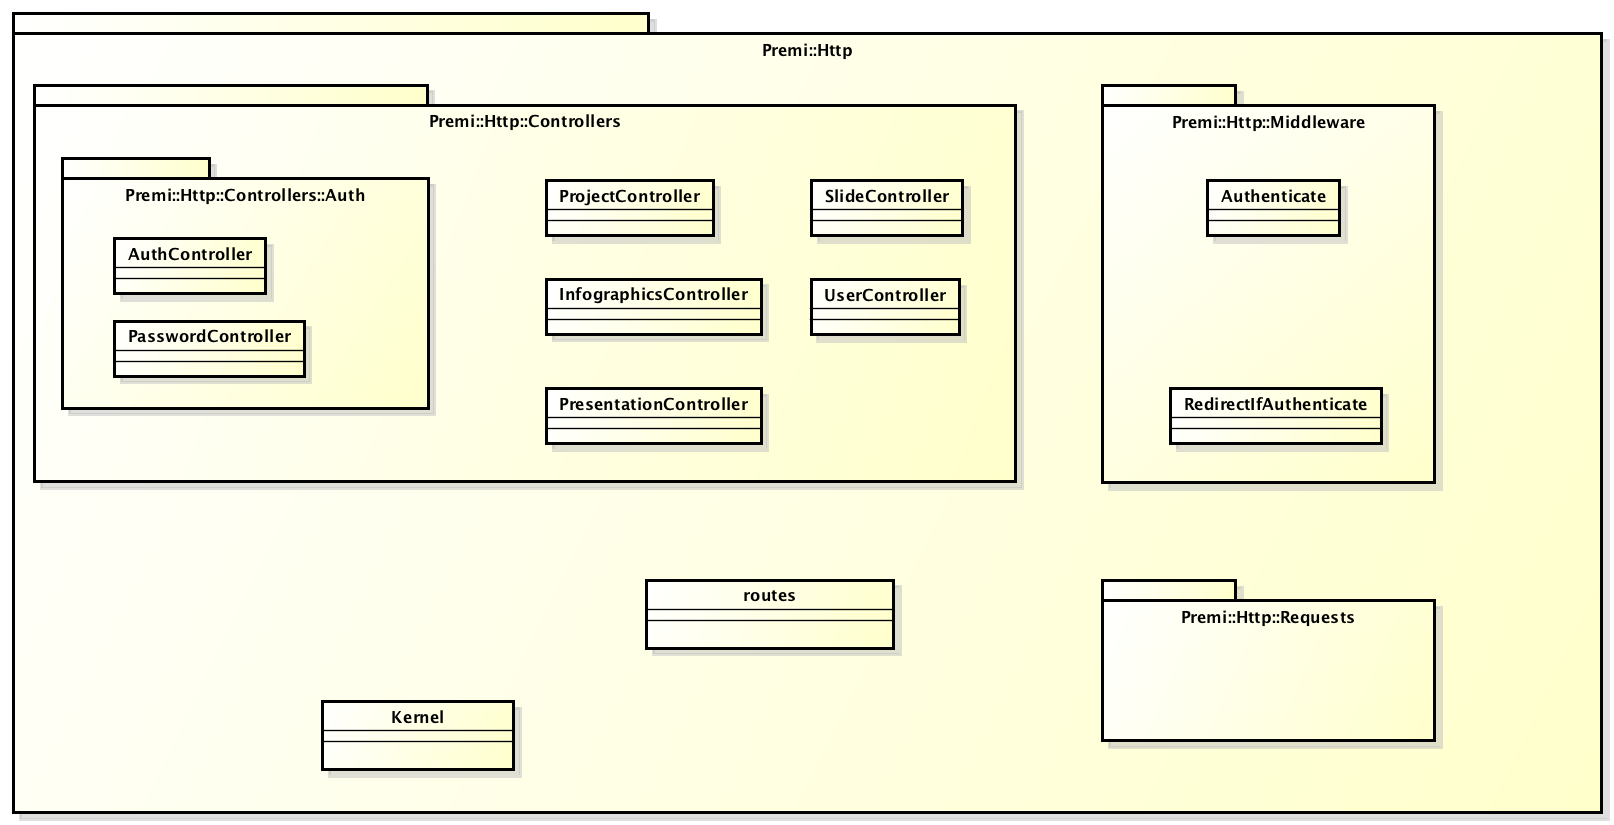 Premi::Http
Premi::Http::Controllers
Premi::Http::Controllers::Auth
AuthController
PasswordController
ProjectController
SlideController
InfographicsController
UserController
PresentationController
Premi::Http::Middleware
Authenticate
RedirectIfAuthenticate
routes
Kernel
Premi::Http::Requests